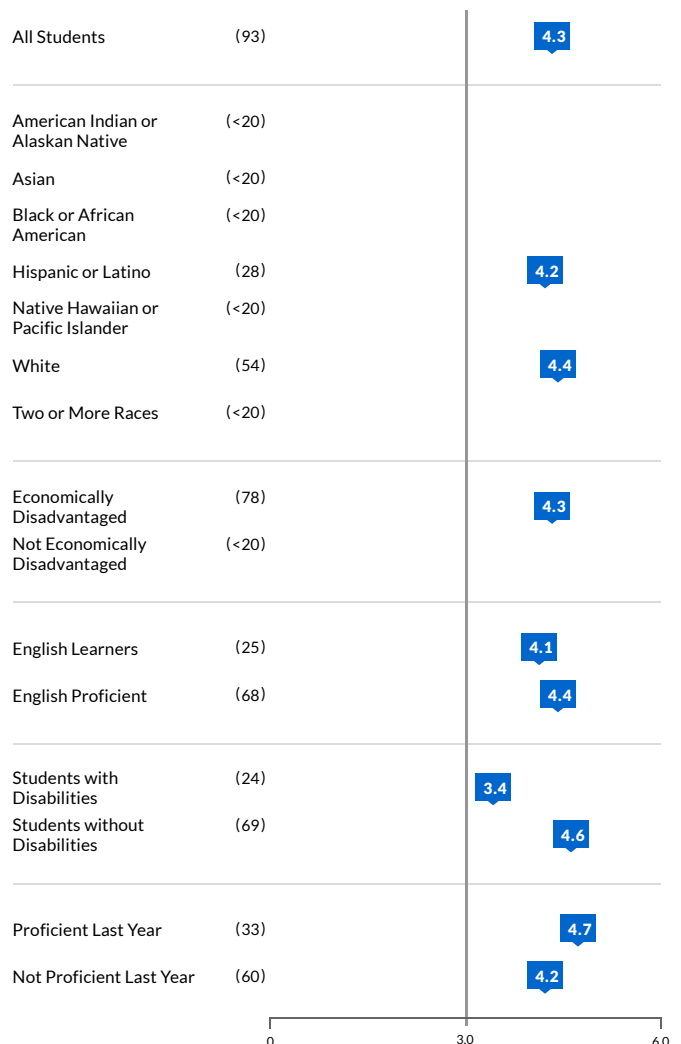 All Students (93) 4.3
American Indian or (<20)
Alaskan Native
Asian (<20)
Black or African (<20)
American
Hispanic or Latino (28) 4.2
Native Hawaiian or (<20)
Pacific Islander
White (54) 4.4
Two or More Races (<20)
Economically (78) 4.3
Disadvantaged
Not Economically (<20)
Disadvantaged
English Learners (25) 4.1
English Proficient (68) 4.4
Students with (24) 3.4
Disabilities
Students without (69) 4.6
Disabilities
Proficient Last Year (33) 4.7
Not Proficient Last Year (60) 4.2
0 3.0 6.0